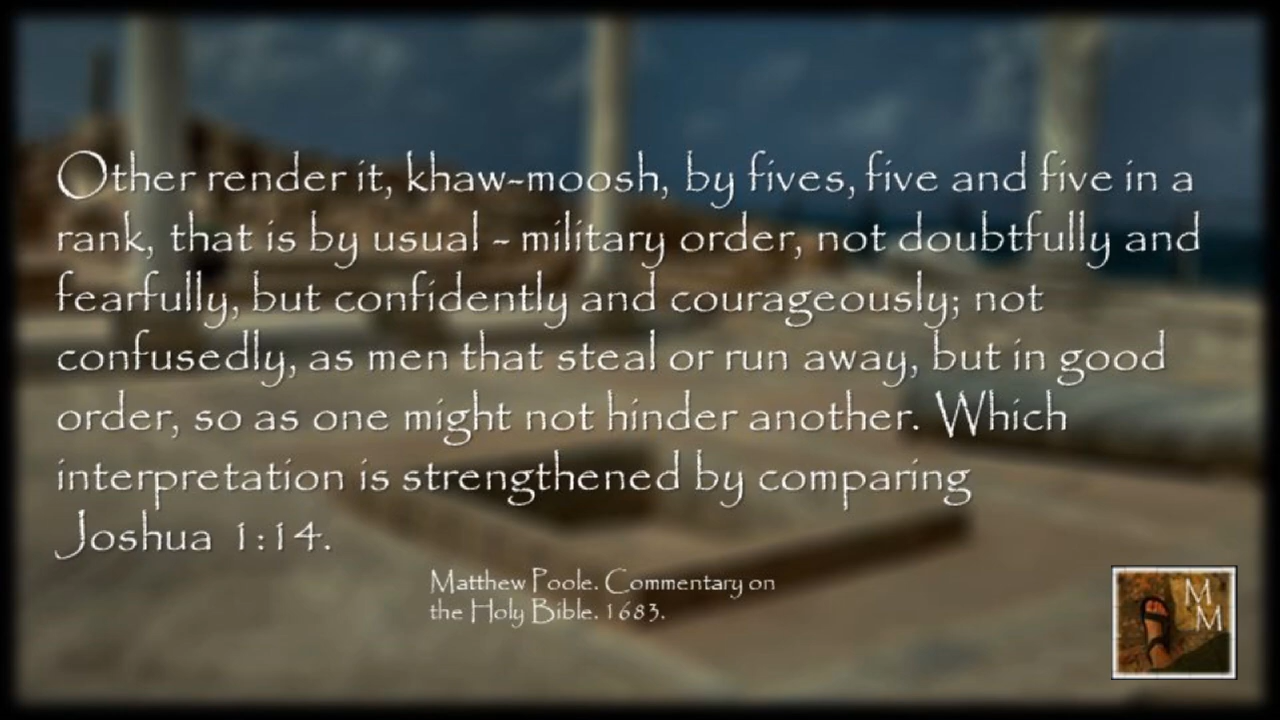 Other render it, khaw-moosh, by fives, five and five in a
rank, that is by usual - military order, not doubtfully and
fearfully, but confidently and courageously; not
confusedly, as men that steal or run away, but in good
order, so as one might not hinder another. Which
interpretation is strengthened by comparing
Joshua 1:14.
Matthew Poole. Commentary on
the Holy Bible. 1683.
M
M